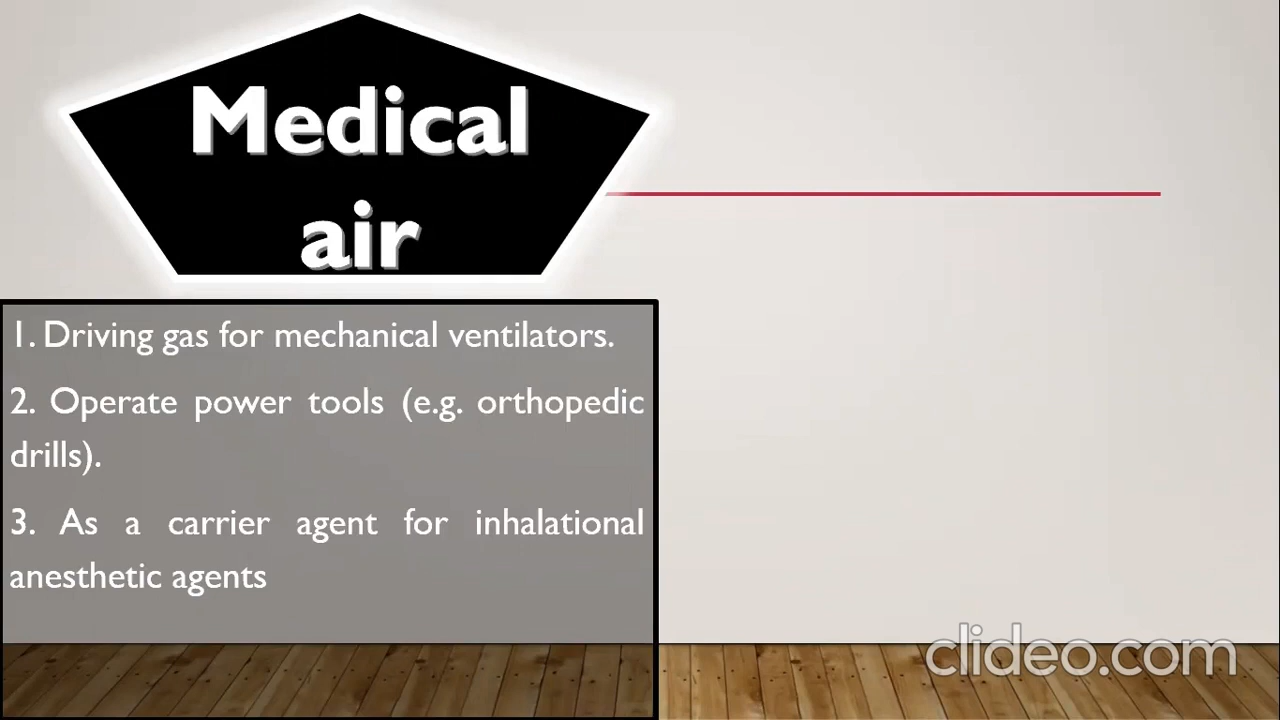 Medical
air
1. Driving gas for mechanical ventilators.
2. Operate power tools (e.g. orthopedic
drills).
3. As a carrier agent for inhalational
anesthetic agents
clideo.com